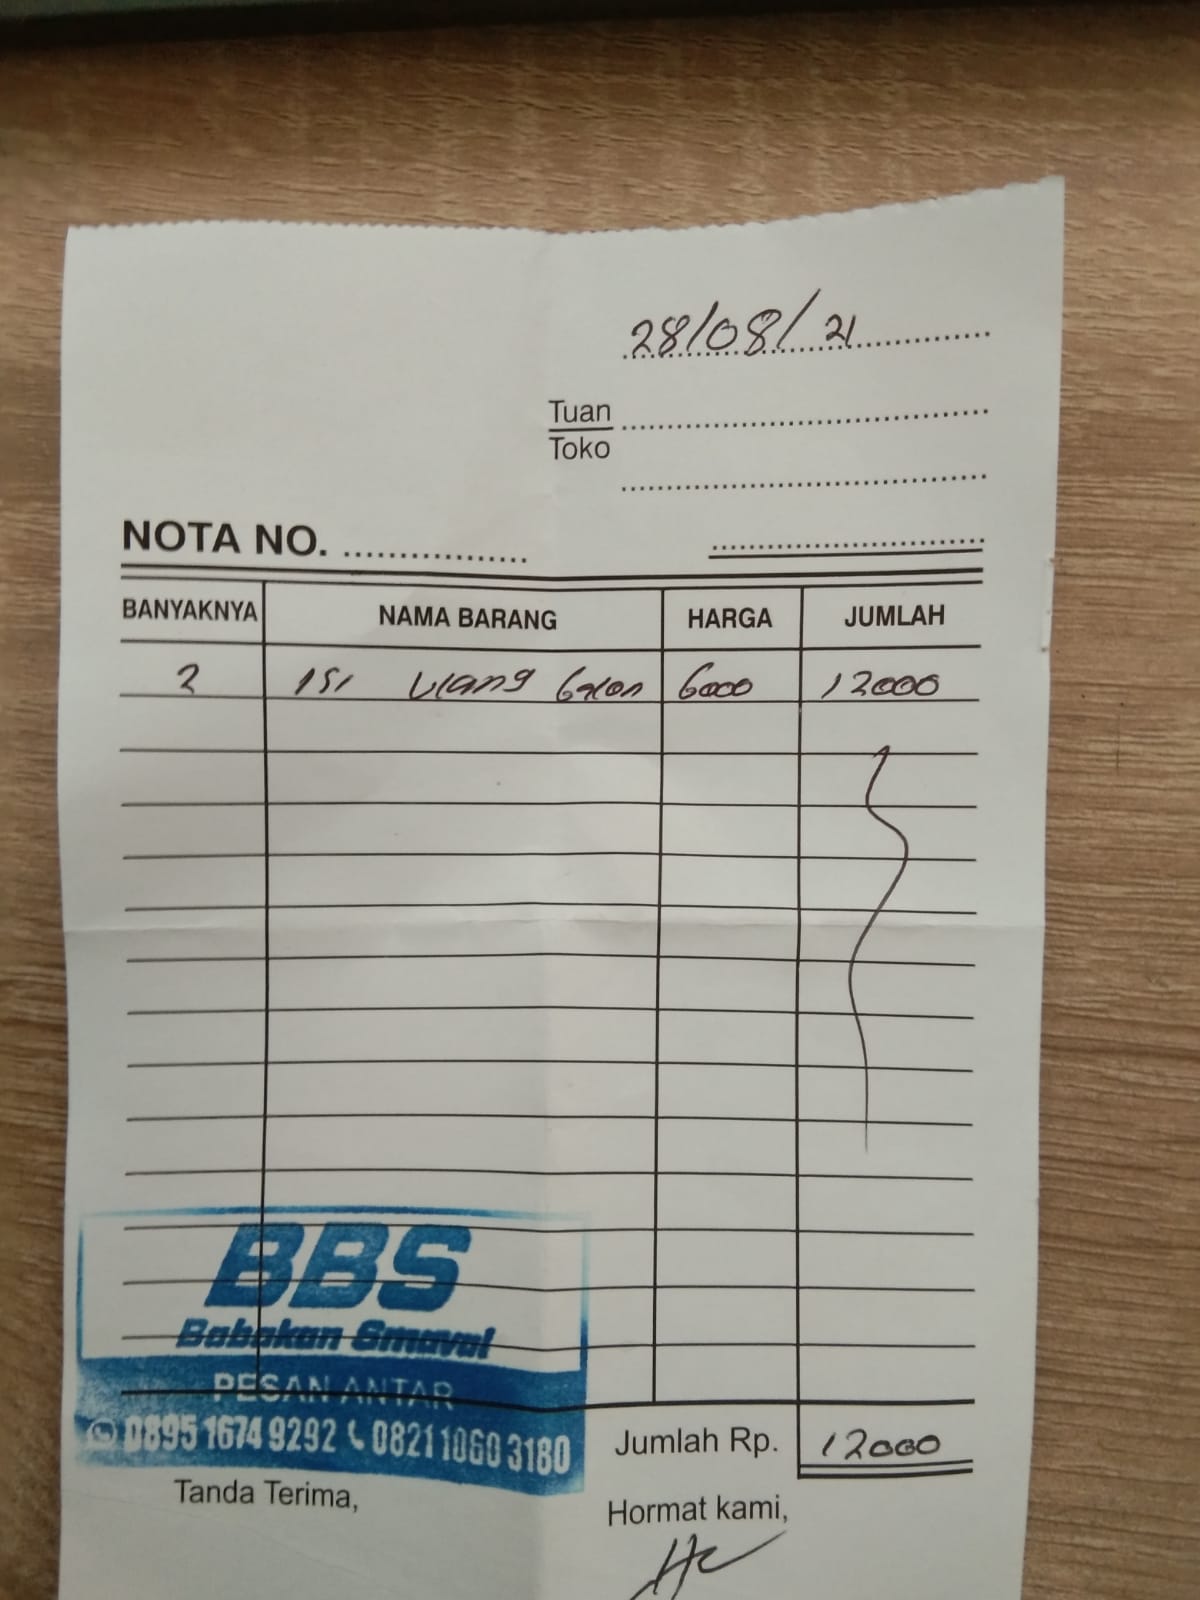 28/08/21
Tuan
Toko
NOTA NO.
BANYAKNYA NAMA BARANG HARGA JUMLAH
2 Isi Ulang Galon 6000 12000
BBS
Babakan
PESAN ANTAR
0895 1674 9292 0821 1060 3180
Jumlah Rp. 12000
Tanda Terima,
Hormat kami,